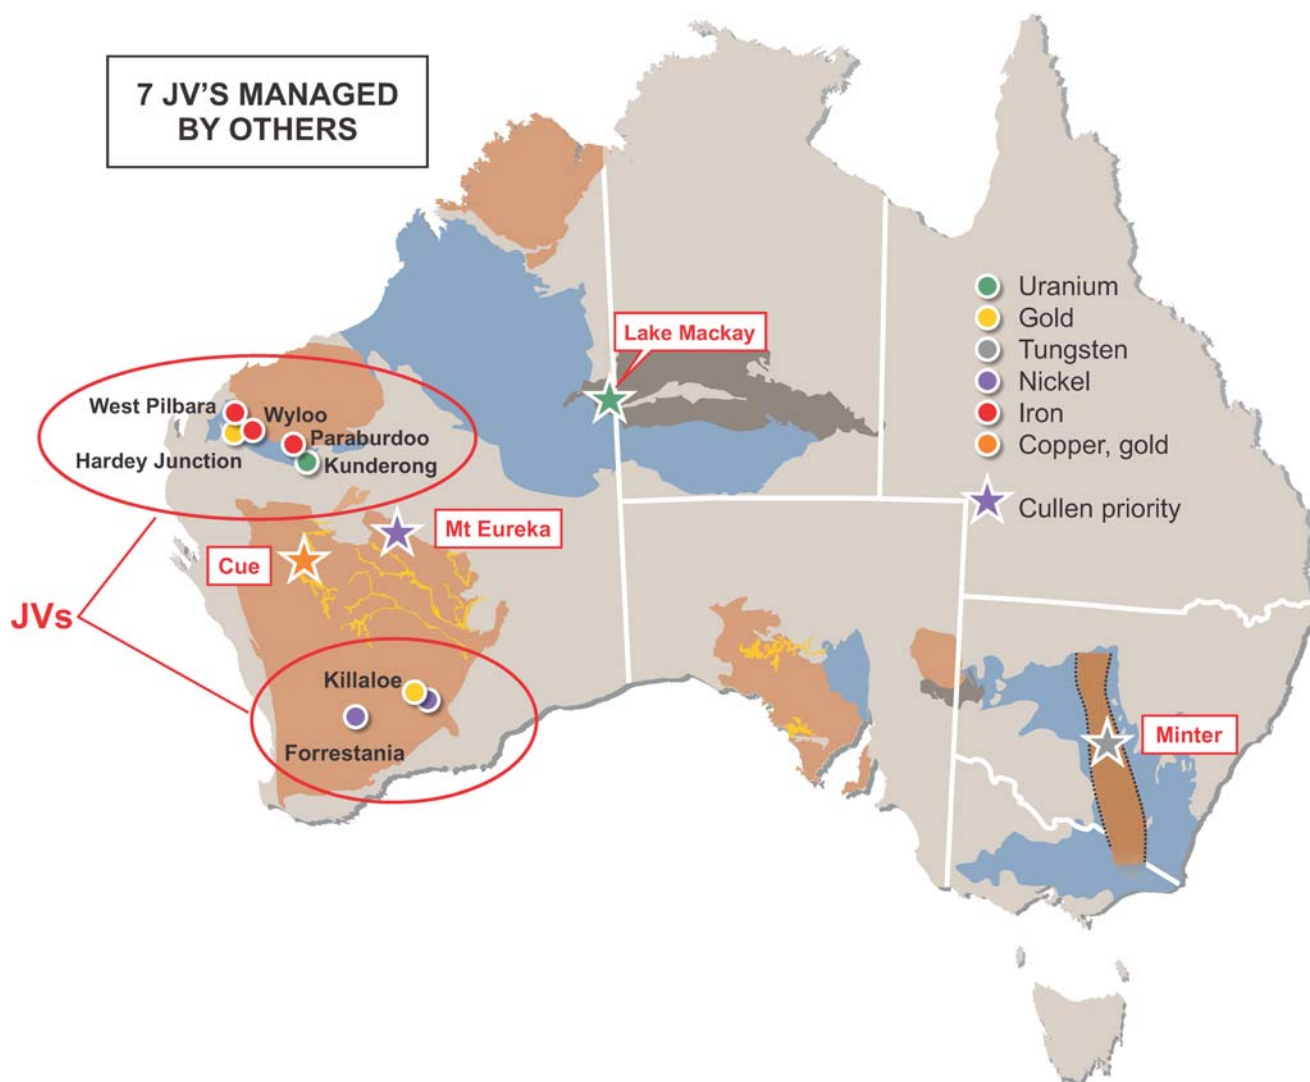 7 JV'S MANAGED
BY OTHERS
Lake Mackay
Uranium
Gold
Tungsten
Nickel
Iron
Copper, gold
Cullen priority
West Pilbara
Wyloo
Paraburdoo
Hardey Junction
Kunderong
Mt Eureka
Cue
JVs
Killaloe
Forrestania
Minter